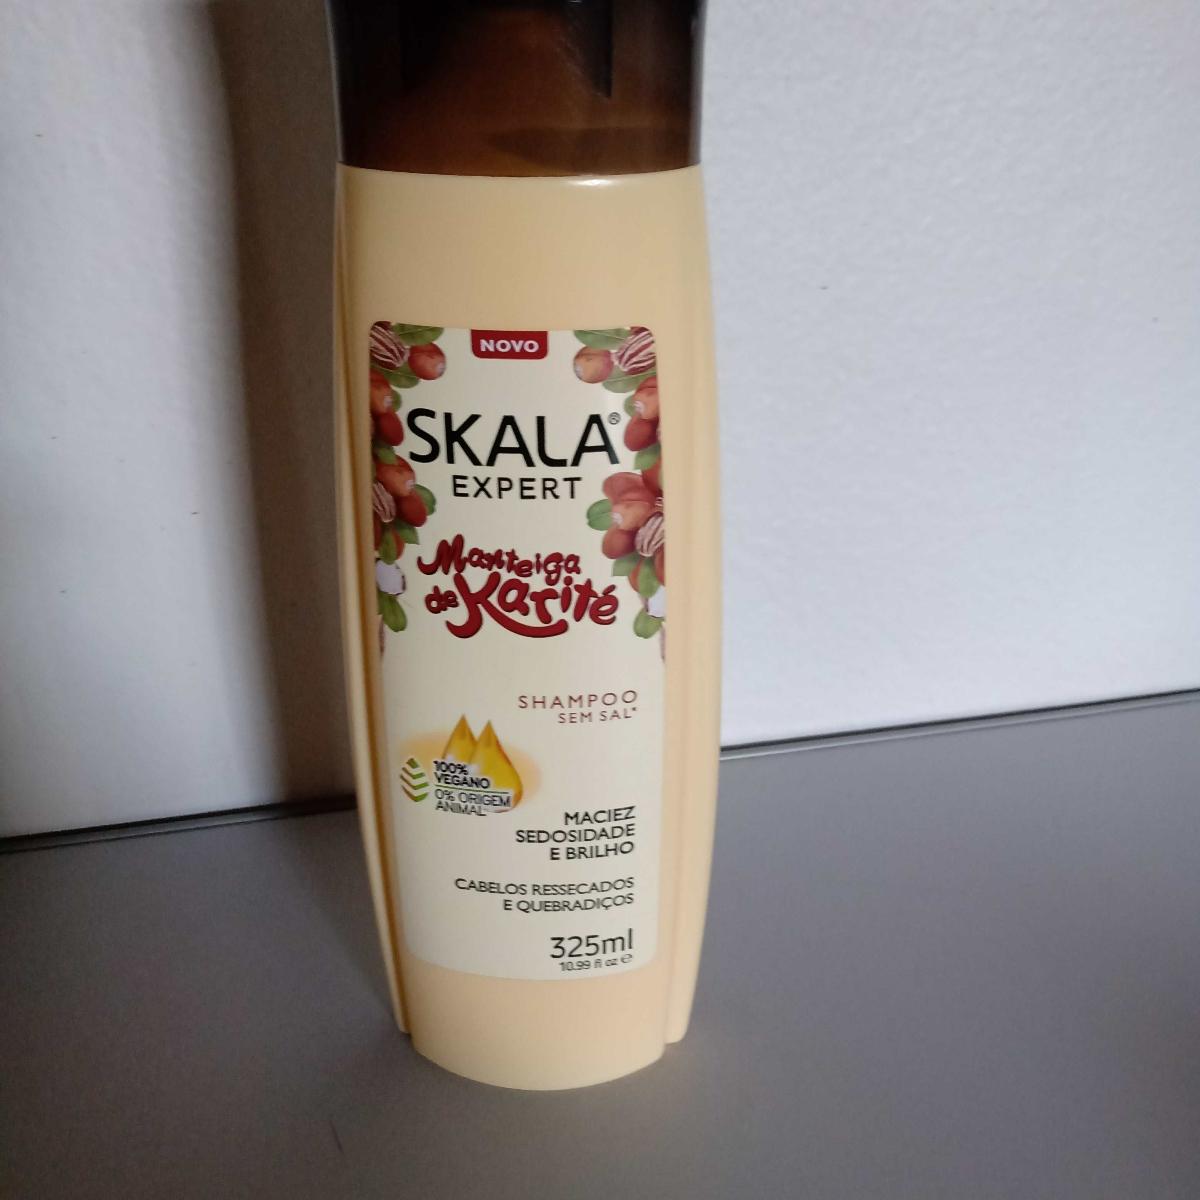 NOVO
SKALA®
EXPERT
Manteiga
de Karité
SHAMPOO
SEM SAL*
100%
VEGANO
0% ORIGEM
ANIMAL
MACIEZ
SEDOSIDADE
E BRILHO
CABELOS RESSECADOS
E QUEBRADIÇOS
325ml
10.99 fl oz ℮